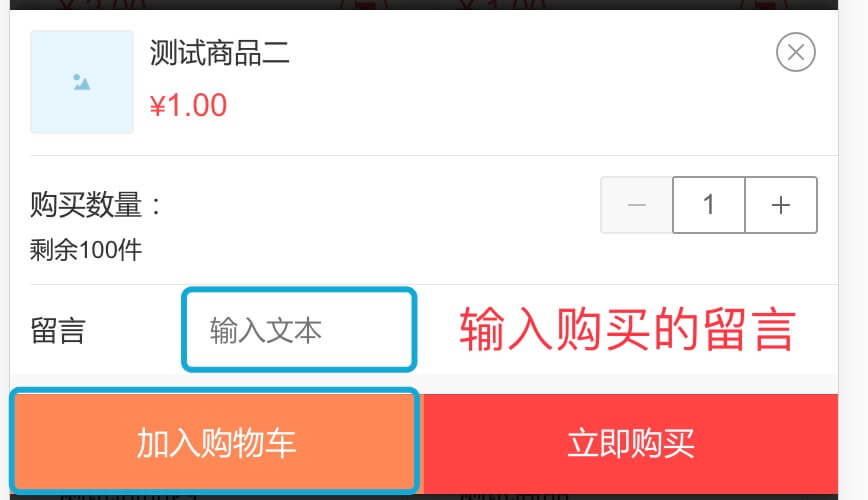 测试商品二
¥1.00
购买数量：
1
剩余100件
留言
输入文本
输入购买的留言
加入购物车
立即购买